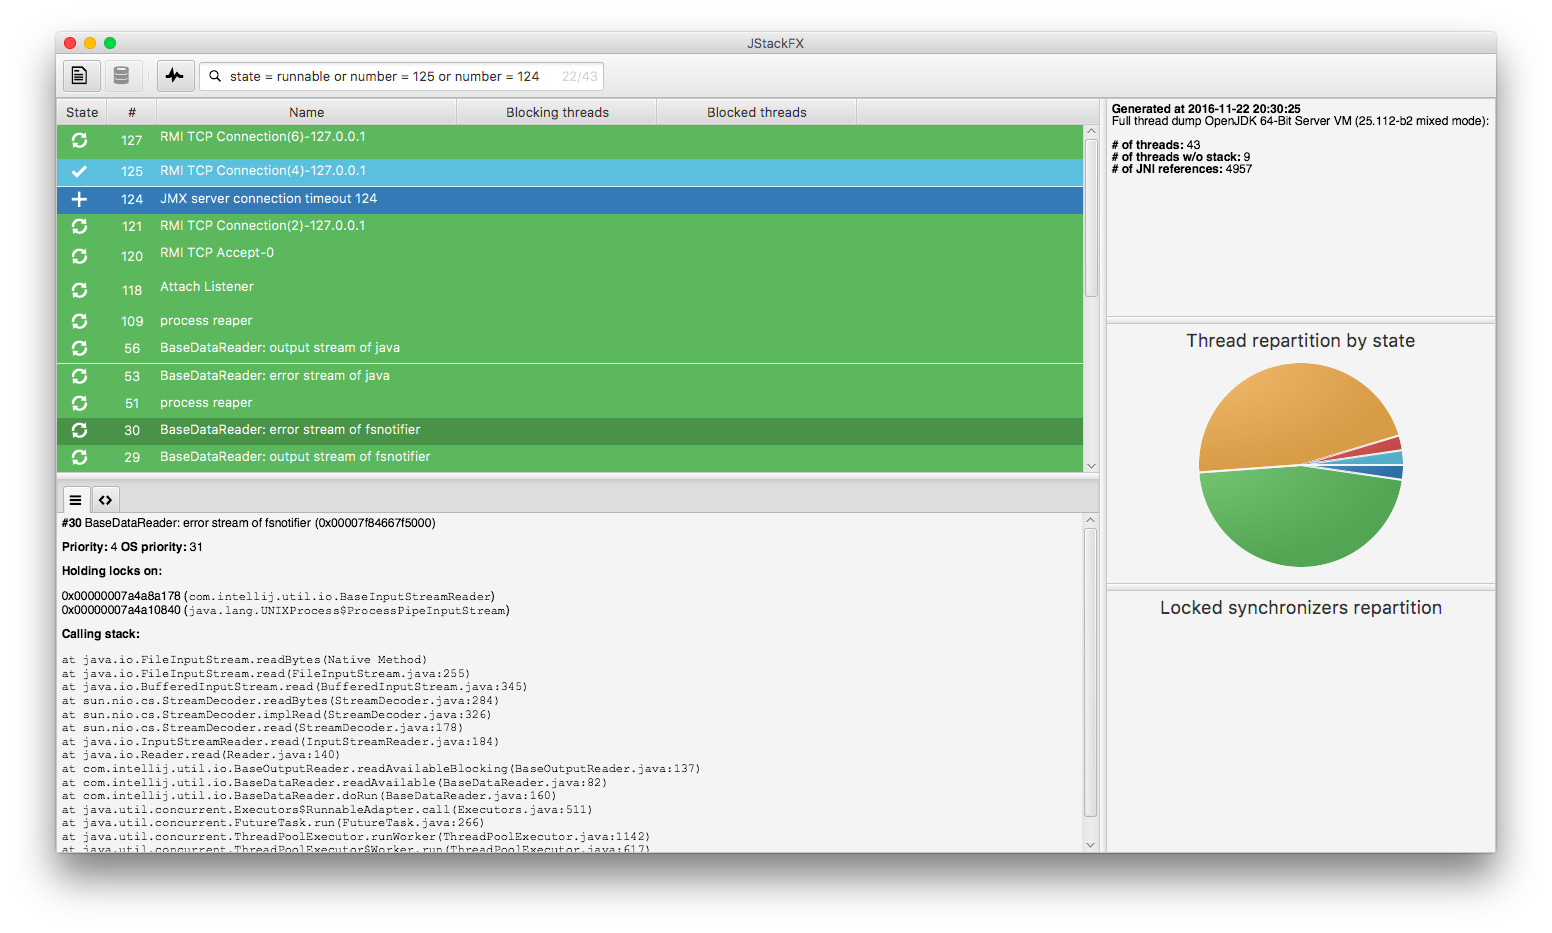 JStackFX
state = runnable or number = 125 or number = 124 22/43
State # Name Blocking threads Blocked threads
127 RMI TCP Connection(6)-127.0.0.1
125 RMI TCP Connection(4)-127.0.0.1
124 JMX server connection timeout 124
121 RMI TCP Connection(2)-127.0.0.1
120 RMI TCP Accept-0
118 Attach Listener
109 process reaper
56 BaseDataReader: output stream of java
53 BaseDataReader: error stream of java
51 process reaper
30 BaseDataReader: error stream of fsnotifier
29 BaseDataReader: output stream of fsnotifier
#30 BaseDataReader: error stream of fsnotifier (0x00007f84667f5000)
Priority: 4 OS priority: 31
Holding locks on:
0x00000007a4a8a178 (com.intellij.util.io.BaseInputStreamReader)
0x00000007a4a10840 (java.lang.UNIXProcess$ProcessPipeInputStream)
Calling stack:
at java.io.FileInputStream.readBytes(Native Method)
at java.io.FileInputStream.read(FileInputStream.java:255)
at java.io.BufferedInputStream.read(BufferedInputStream.java:345)
at sun.nio.cs.StreamDecoder.readBytes(StreamDecoder.java:284)
at sun.nio.cs.StreamDecoder.implRead(StreamDecoder.java:326)
at sun.nio.cs.StreamDecoder.read(StreamDecoder.java:178)
at java.io.InputStreamReader.read(InputStreamReader.java:184)
at java.io.Reader.read(Reader.java:140)
at com.intellij.util.io.BaseOutputReader.readAvailableBlocking(BaseOutputReader.java:137)
at com.intellij.util.io.BaseDataReader.readAvailable(BaseDataReader.java:82)
at com.intellij.util.io.BaseDataReader.doRun(BaseDataReader.java:160)
at java.util.concurrent.Executors$RunnableAdapter.call(Executors.java:511)
at java.util.concurrent.FutureTask.run(FutureTask.java:266)
at java.util.concurrent.ThreadPoolExecutor.runWorker(ThreadPoolExecutor.java:1142)
at java.util.concurrent.ThreadPoolExecutor$Worker.run(ThreadPoolExecutor.java:617)
Generated at 2016-11-22 20:30:25
Full thread dump OpenJDK 64-Bit Server VM (25.112-b2 mixed mode):
# of threads: 43
# of threads w/o stack: 9
# of JNI references: 4957
Thread repartition by state
Locked synchronizers repartition